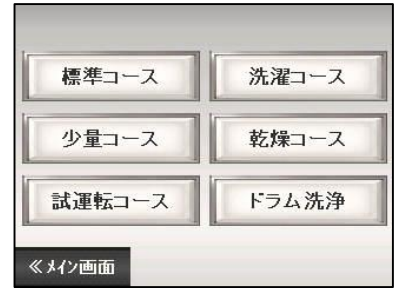 標準コース
洗濯コース
少量コース
乾燥コース
試運転コース
ドラム洗浄
≪メイン画面